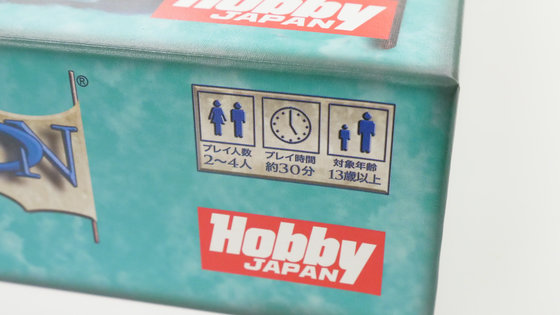 Hobby
JAPAN
®
プレイ人数
2〜4人
プレイ時間
約30分
対象年齢
13歳以上
Hobby
JAPAN